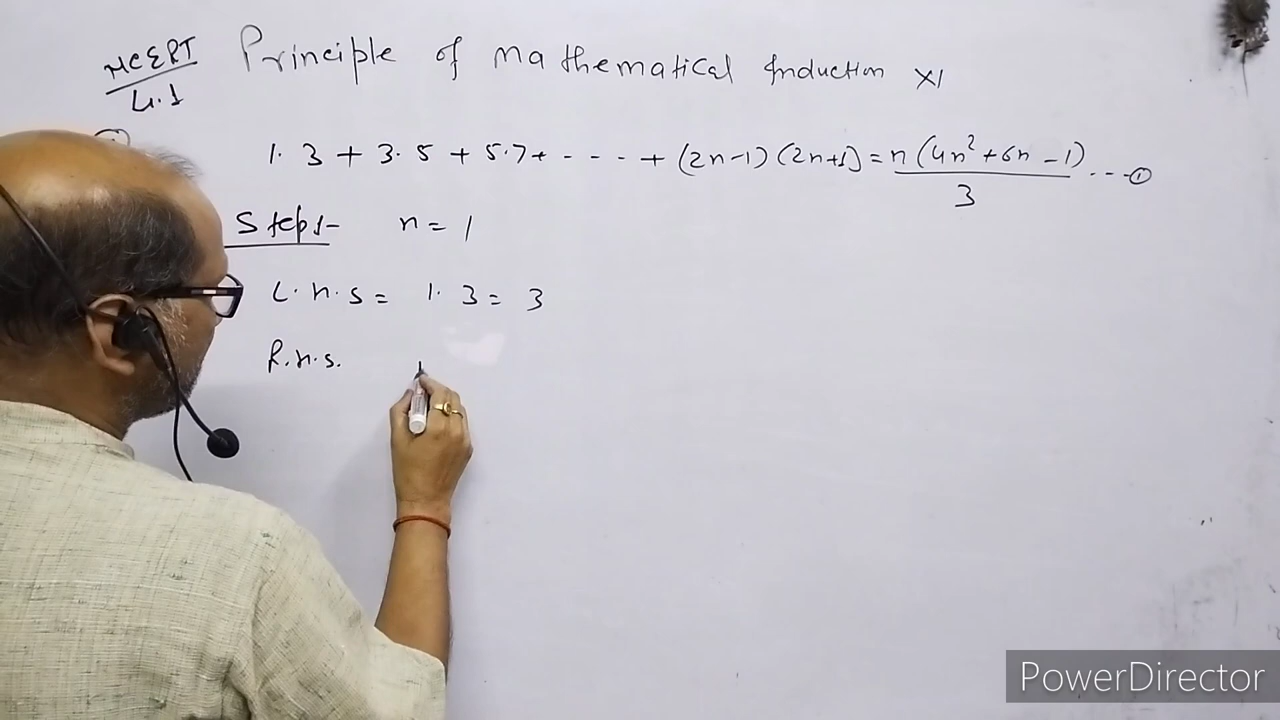 NCERT Principle of Mathematical Induction XI
4.1
1. 3 + 3. 5 + 5.7+ - - - - + (2n-1) (2n+1) = n (4n² + 6n - 1) / 3 - - - ①
Step1- n = 1
L.H.S = 1. 3 = 3
R.H.S.
PowerDirector